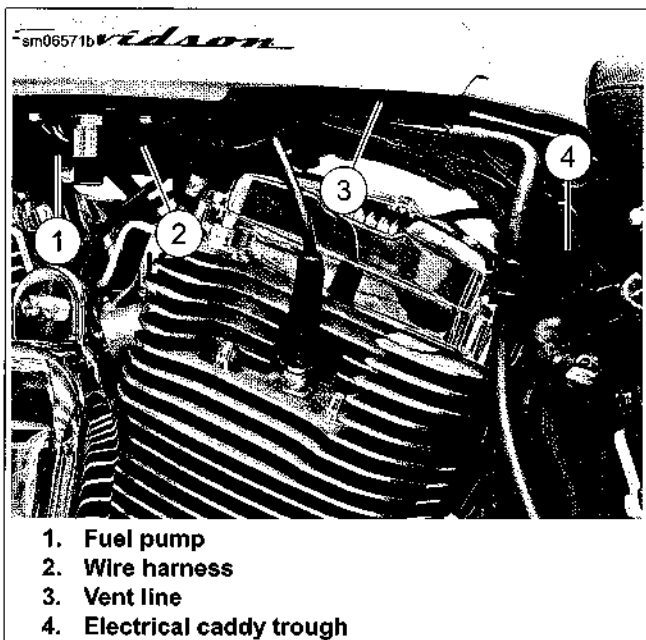 sm06571b
vidson
1
2
3
4
1. Fuel pump
2. Wire harness
3. Vent line
4. Electrical caddy trough